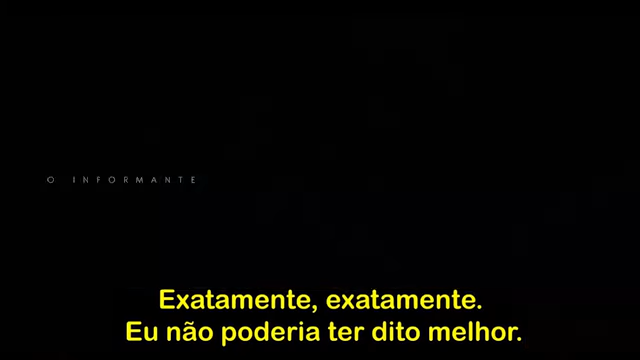 O INFORMANTE
Exatamente, exatamente.
Eu não poderia ter dito melhor.